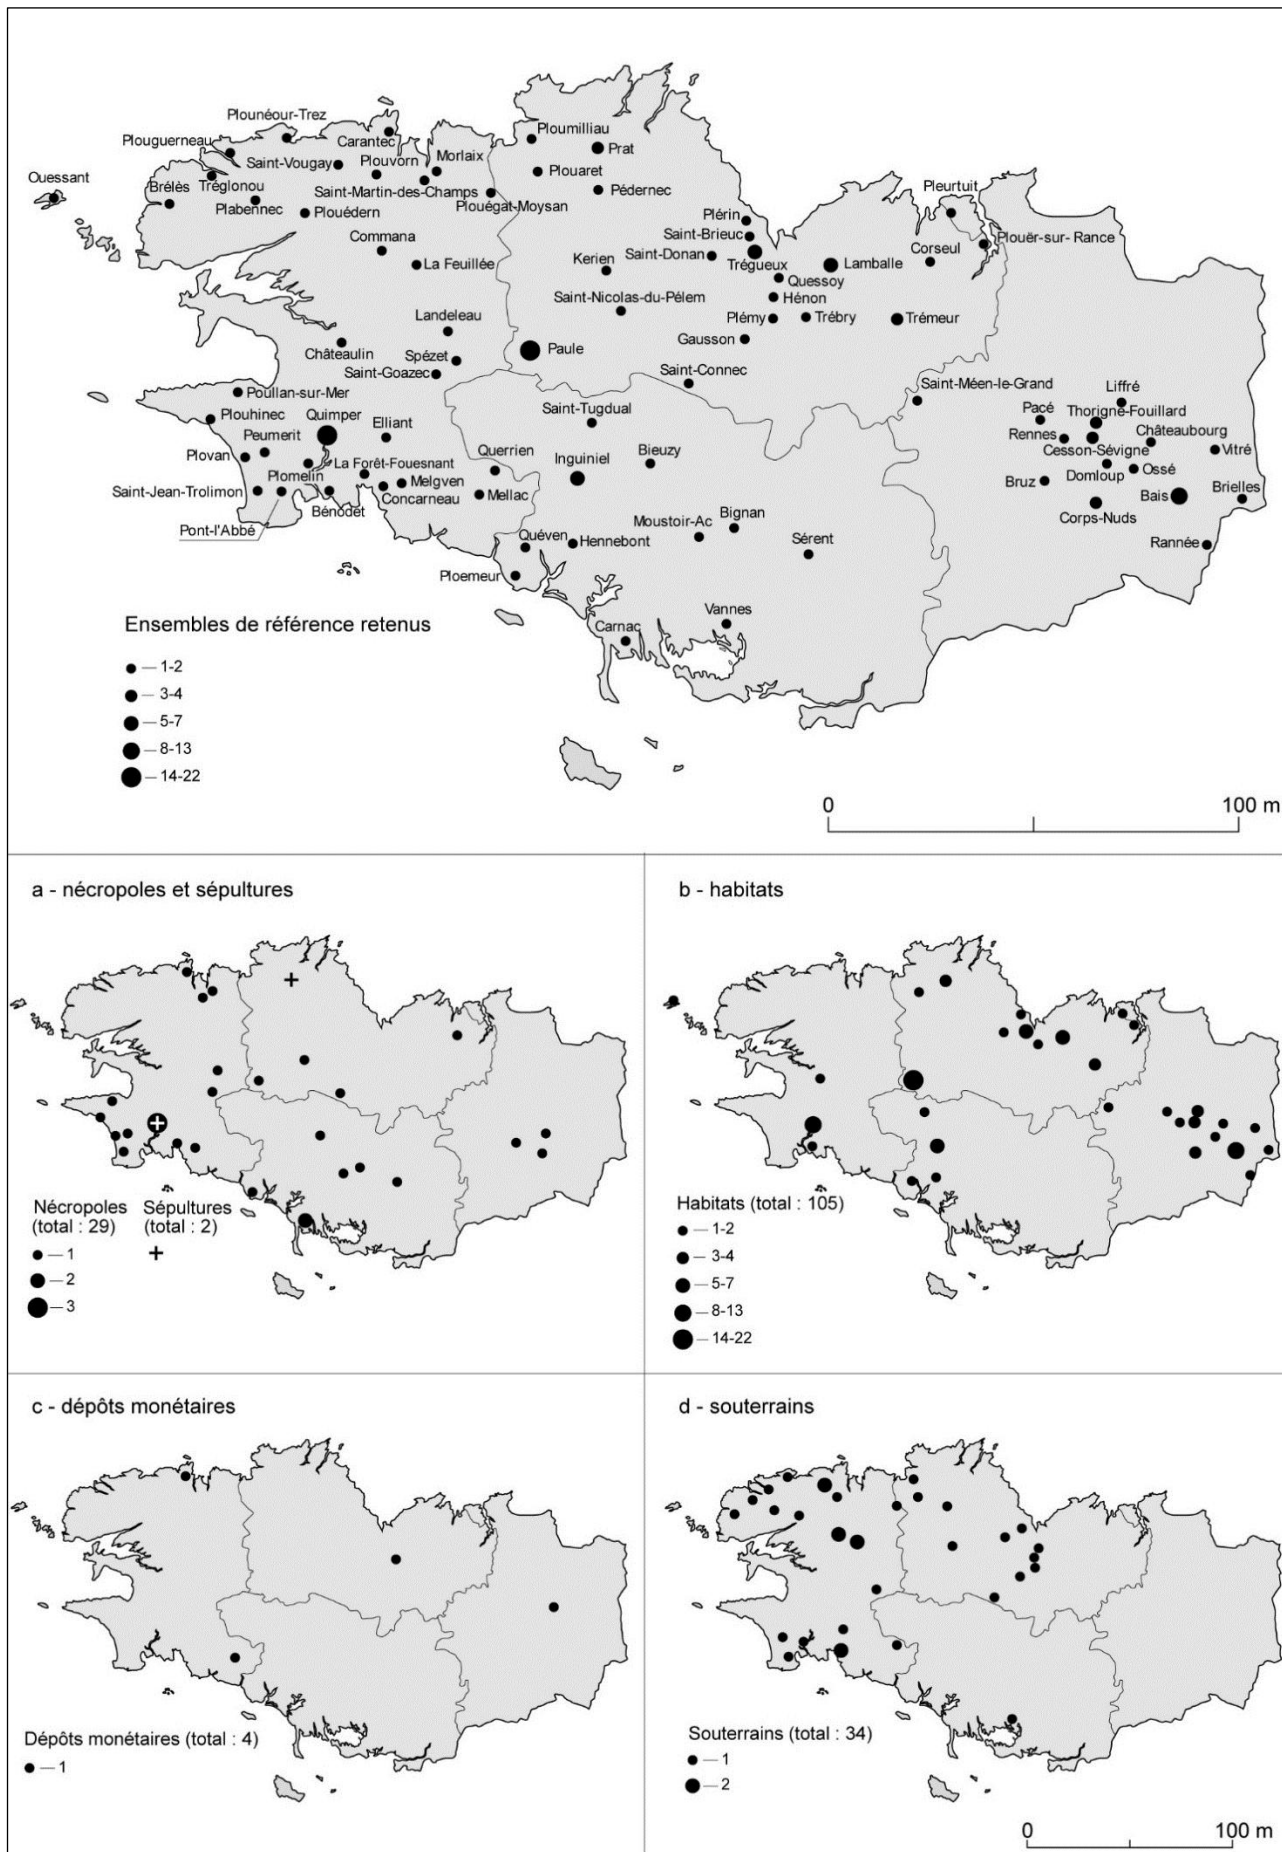 Plounéour-Trez
Plouguerneau
Carantec
Ploumilliau
Saint-Vougay
Plouvorn
Morlaix
Prat
Ouessant
Brélès
Tréglonou
Saint-Martin-des-Champs
Plouaret
Plabennec
Plouédern
Plouégat-Moysan
Pédernec
Pleurtuit
Commana
Plérin
Saint-Brieuc
Plouër-sur- Rance
La Feuillée
Kerien
Saint-Donan
Trégueux
Lamballe
Corseul
Quessoy
Saint-Nicolas-du-Pélem
Hénon
Landeleau
Plémy
Trébry
Trémeur
Châteaulin
Spézet
Paule
Gausson
Saint-Goazec
Saint-Connec
Saint-Méen-le-Grand
Poullan-sur-Mer
Liffré
Plouhinec
Quimper
Elliant
Saint-Tugdual
Pacé
Thorigné-Fouillard
Peumerit
Rennes
Châteaubourg
Plovan
Querrien
Bieuzy
Cesson-Sévigne
Vitré
La Forêt-Fouesnant
Inguiniel
Plomelin
Melgven
Domloup
Ossé
Saint-Jean-Trolimon
Concarneau
Mellac
Bruz
Bais
Brielles
Bénodet
Pont-l'Abbé
Moustoir-Ac
Bignan
Corps-Nuds
Quéven
Hennebont
Sérent
Rannée
Ploemeur
Vannes
Carnac
Ensembles de référence retenus
1-2
3-4
5-7
8-13
14-22
0 100 m
a - nécropoles et sépultures
Nécropoles
(total : 29)
1
2
3
Sépultures
(total : 2)
b - habitats
Habitats (total : 105)
1-2
3-4
5-7
8-13
14-22
c - dépôts monétaires
Dépôts monétaires (total : 4)
1
d - souterrains
Souterrains (total : 34)
1
2
0 100 m